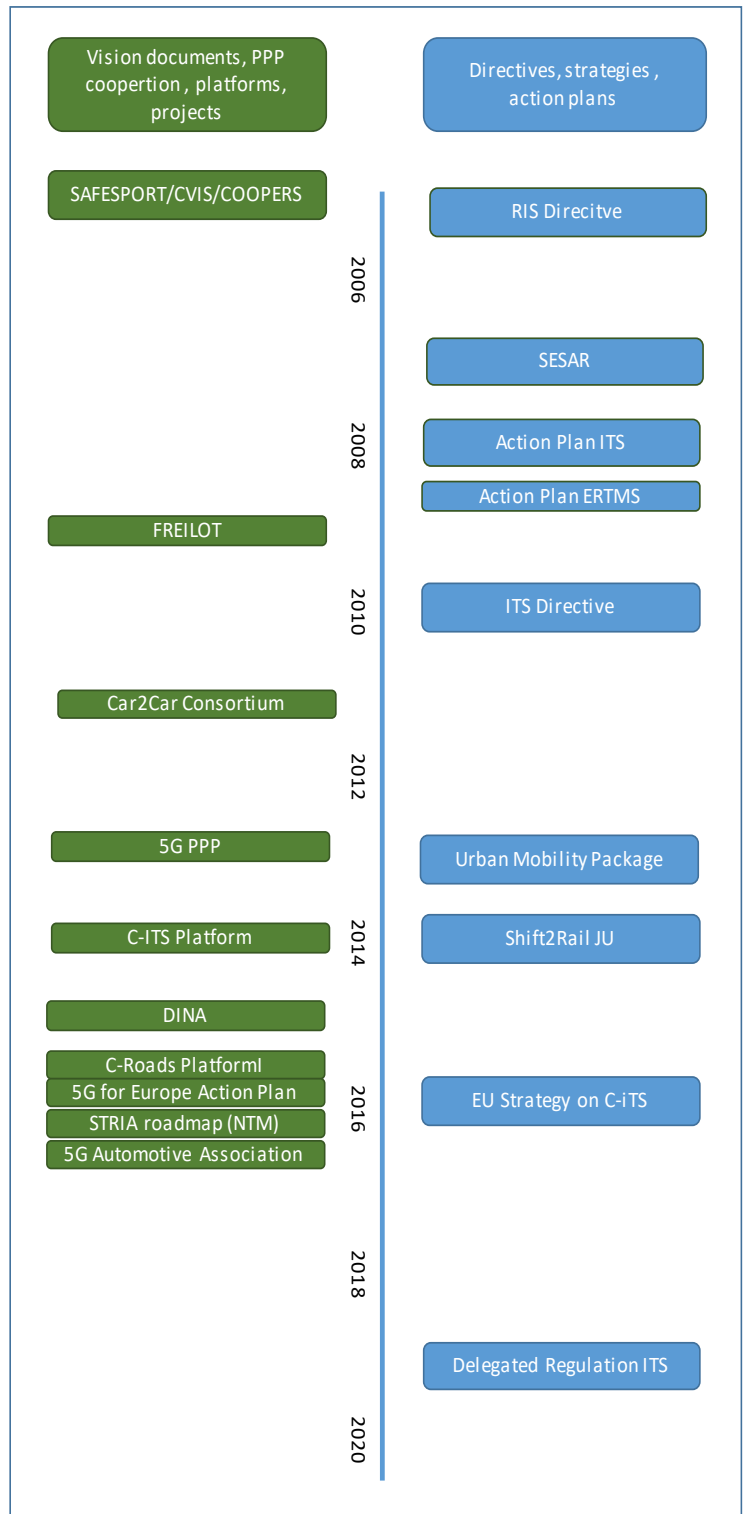 Vision documents, PPP
coopertion , platforms,
projects
Directives, strategies ,
action plans
SAFESPORT/CVIS/COOPERS
RIS Direcitve
2006
SESAR
Action Plan ITS
2008
Action Plan ERTMS
FREILOT
ITS Directive
2010
Car2Car Consortium
2012
5G PPP
Urban Mobility Package
C-ITS Platform
Shift2Rail JU
2014
DINA
C-Roads PlatformI
5G for Europe Action Plan
EU Strategy on C-iTS
2016
STRIA roadmap (NTM)
5G Automotive Association
2018
Delegated Regulation ITS
2020